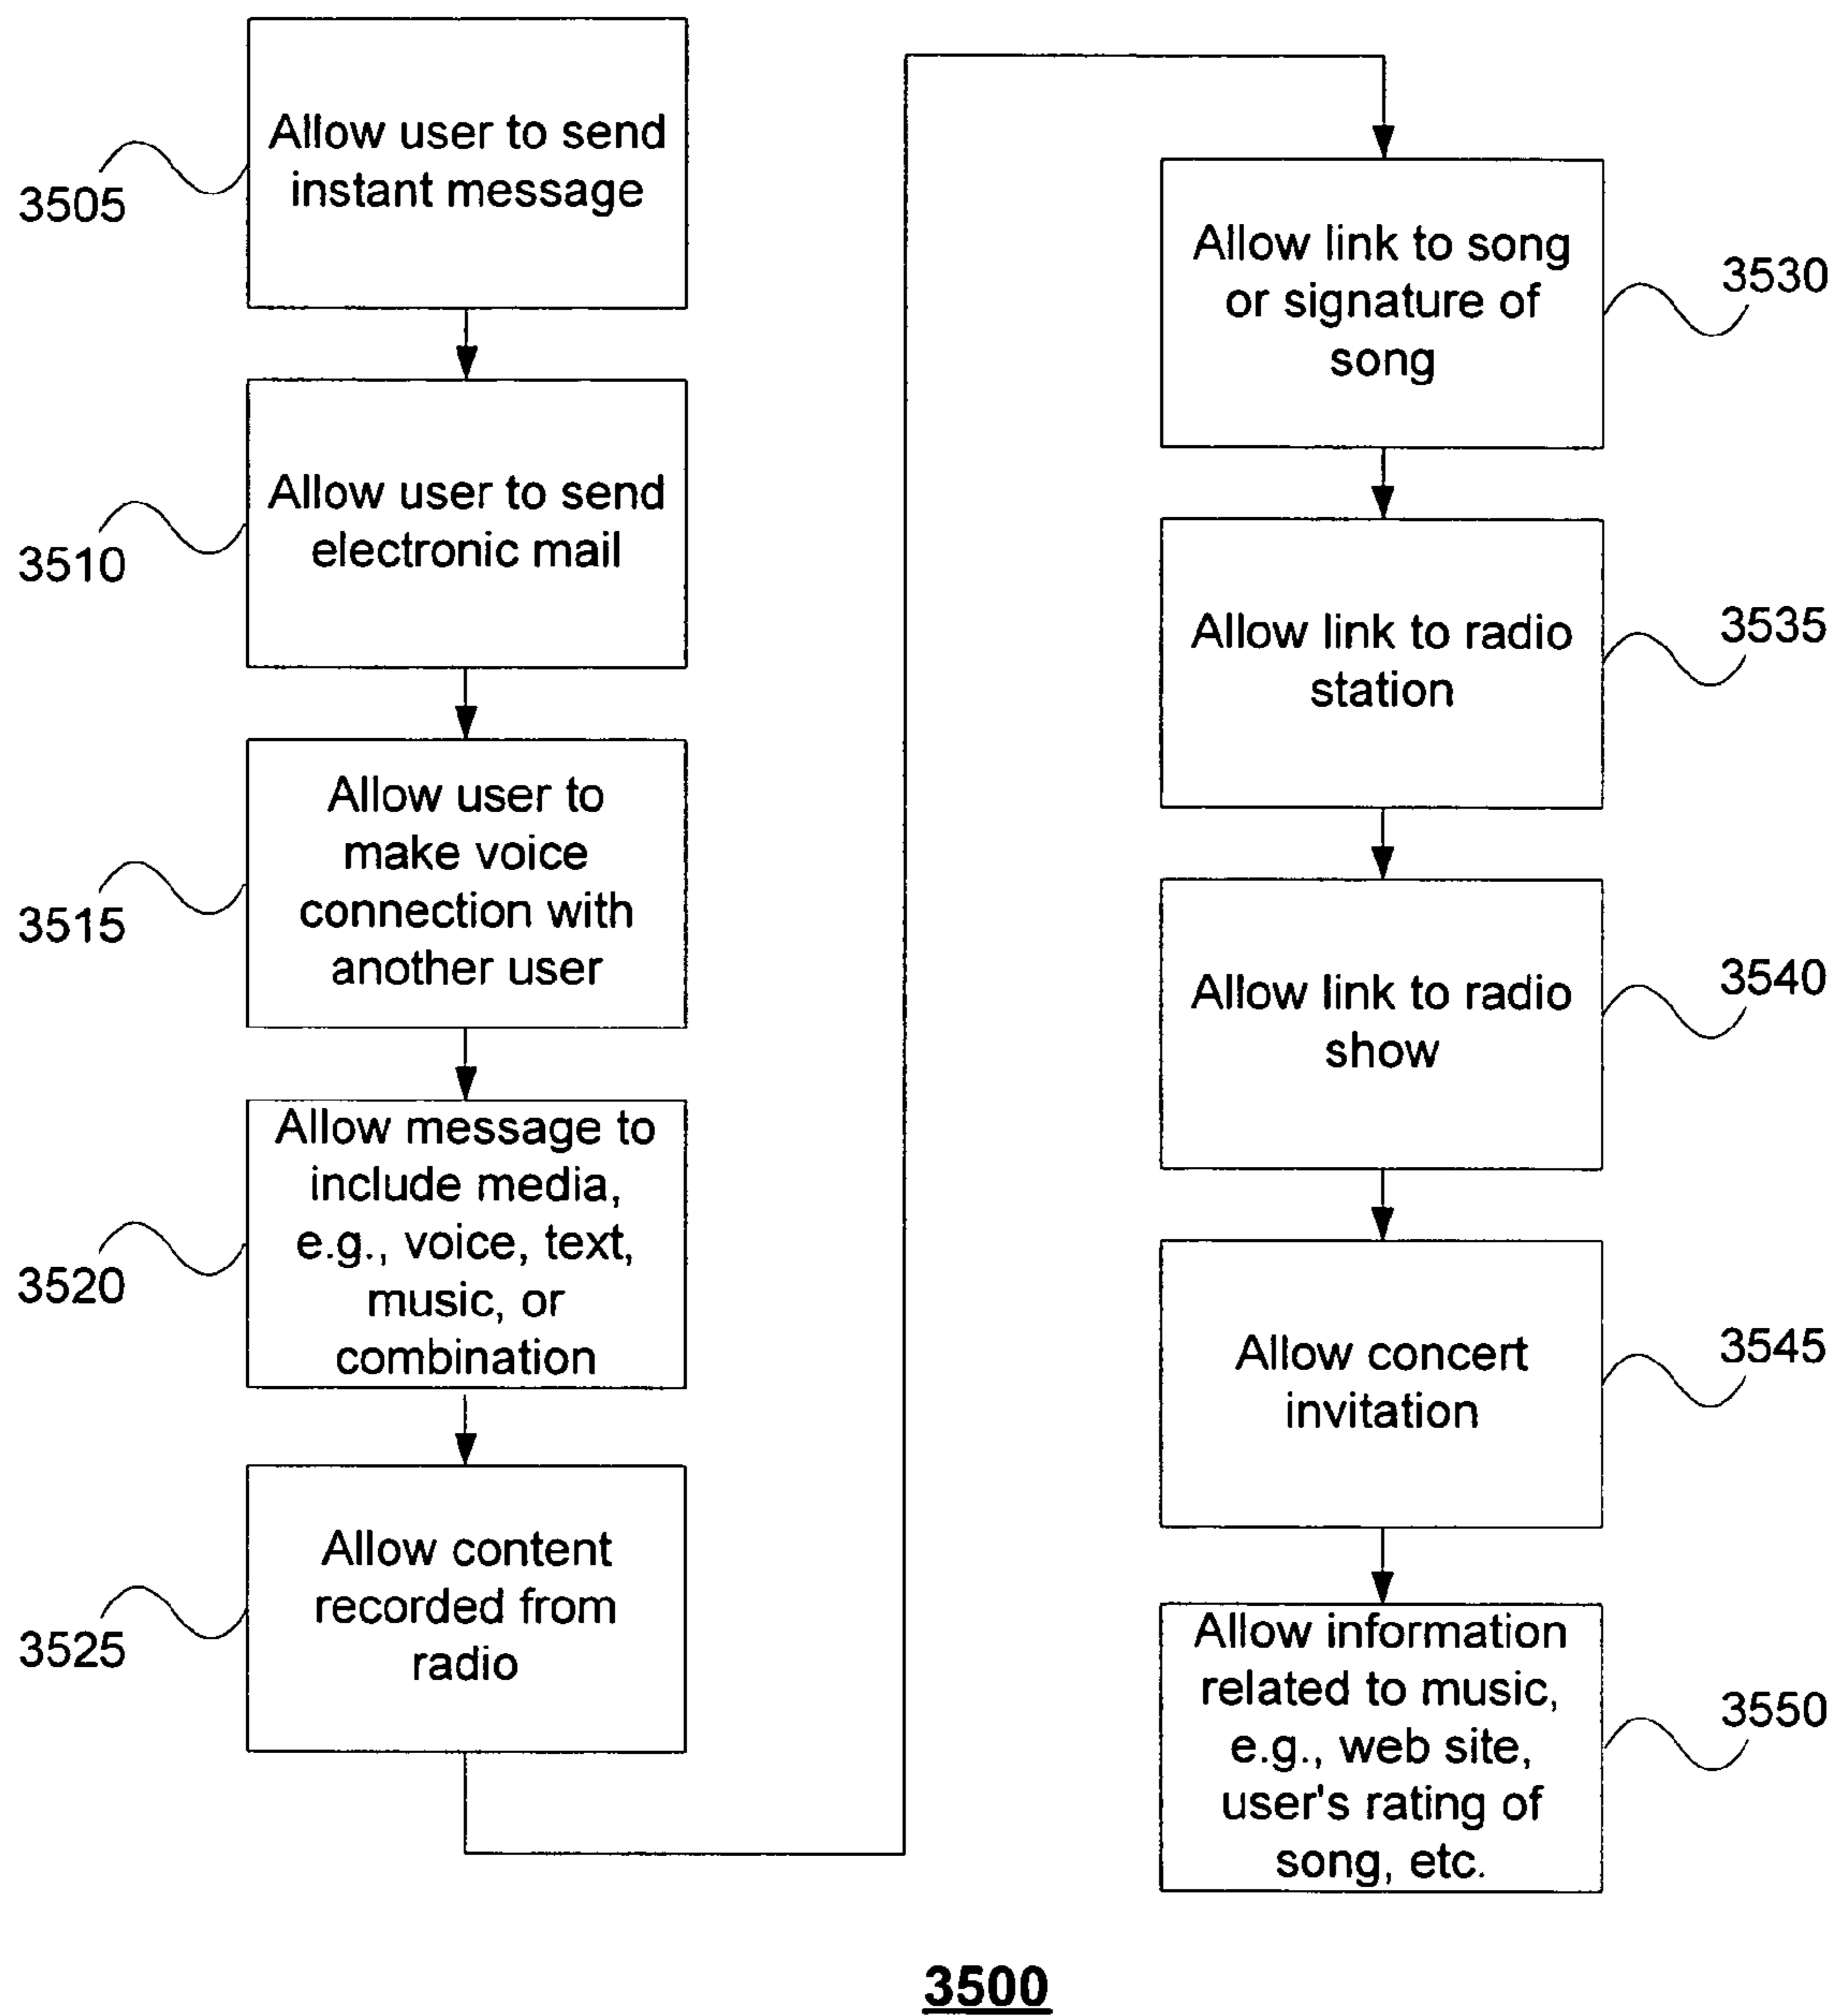 Allow user to send
instant message
3505
Allow user to send
electronic mail
3510
Allow user to
make voice
connection with
another user
3515
Allow message to
include media,
e.g., voice, text,
music, or
combination
3520
Allow content
recorded from
radio
3525
Allow link to song
or signature of
song
3530
Allow link to radio
station
3535
Allow link to radio
show
3540
Allow concert
invitation
3545
Allow information
related to music,
e.g., web site,
user's rating of
song, etc.
3550
3500